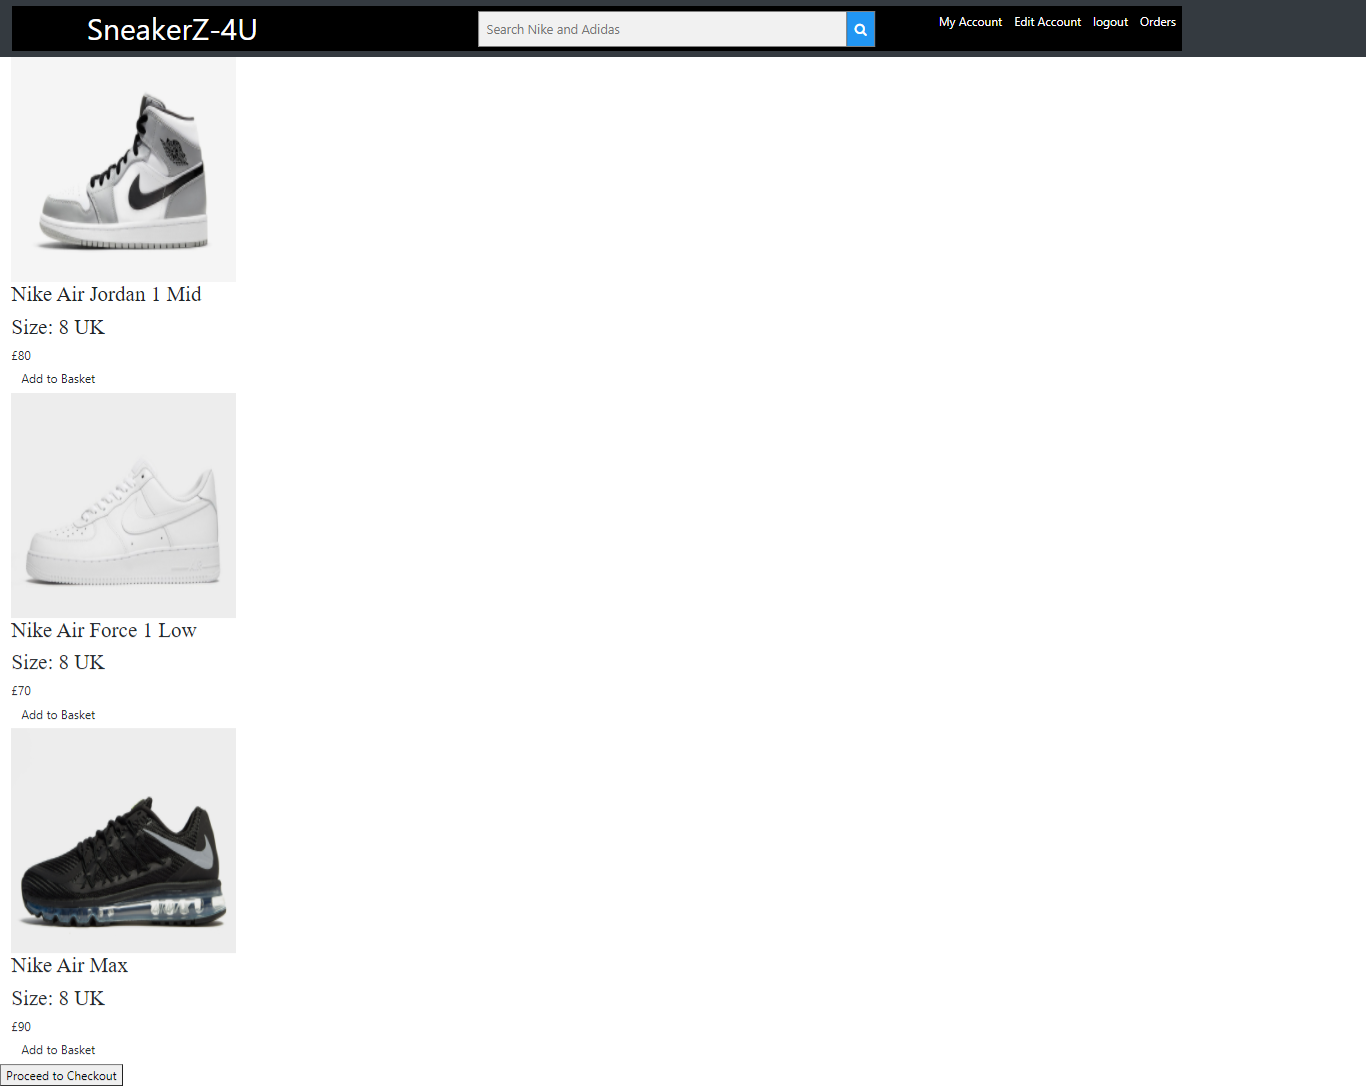 SneakerZ-4U
Search Nike and Adidas
My Account Edit Account logout Orders
Nike Air Jordan 1 Mid
Size: 8 UK
£80
Add to Basket
Nike Air Force 1 Low
Size: 8 UK
£70
Add to Basket
Nike Air Max
Size: 8 UK
£90
Add to Basket
Proceed to Checkout